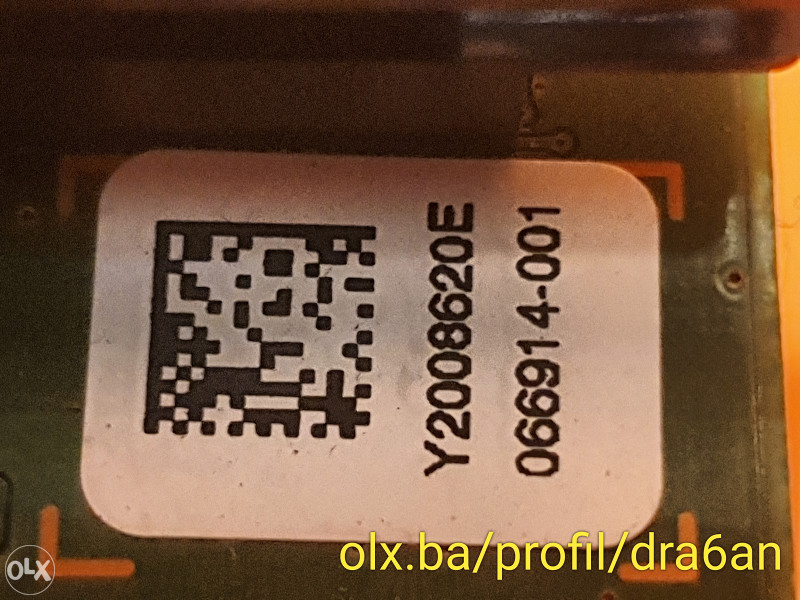 Y2008620E
066914-001
olx.ba/profil/dra6an
OLX